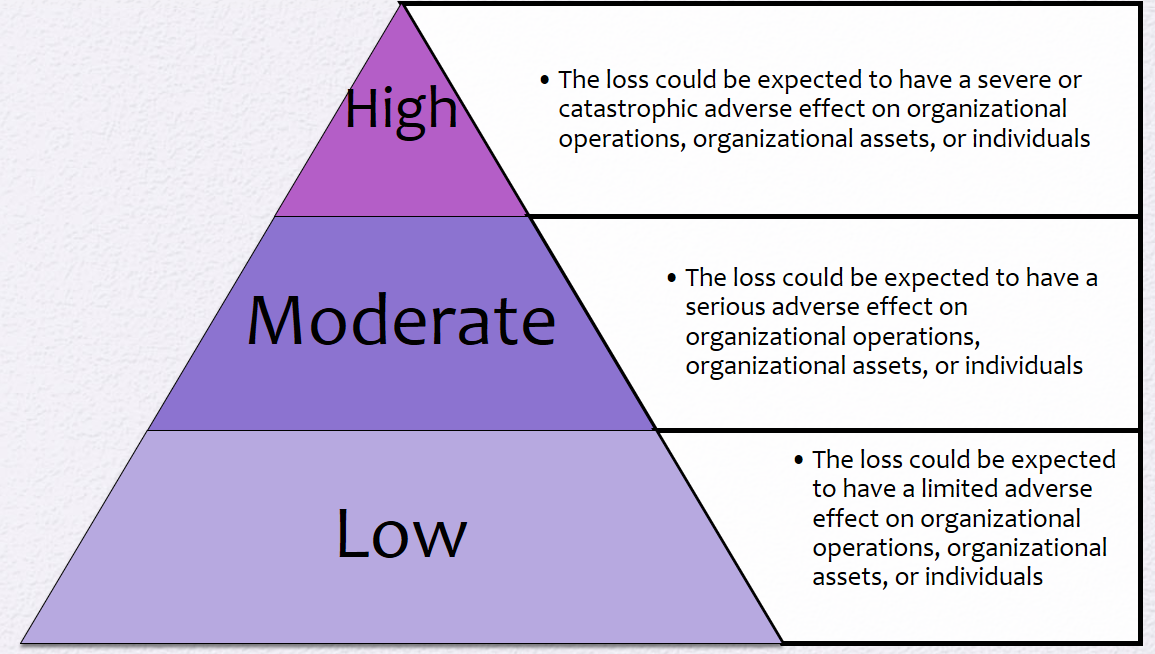 High
• The loss could be expected to have a severe or
catastrophic adverse effect on organizational
operations, organizational assets, or individuals
Moderate
• The loss could be expected to have a
serious adverse effect on
organizational operations,
organizational assets, or individuals
Low
• The loss could be expected
to have a limited adverse
effect on organizational
operations, organizational
assets, or individuals